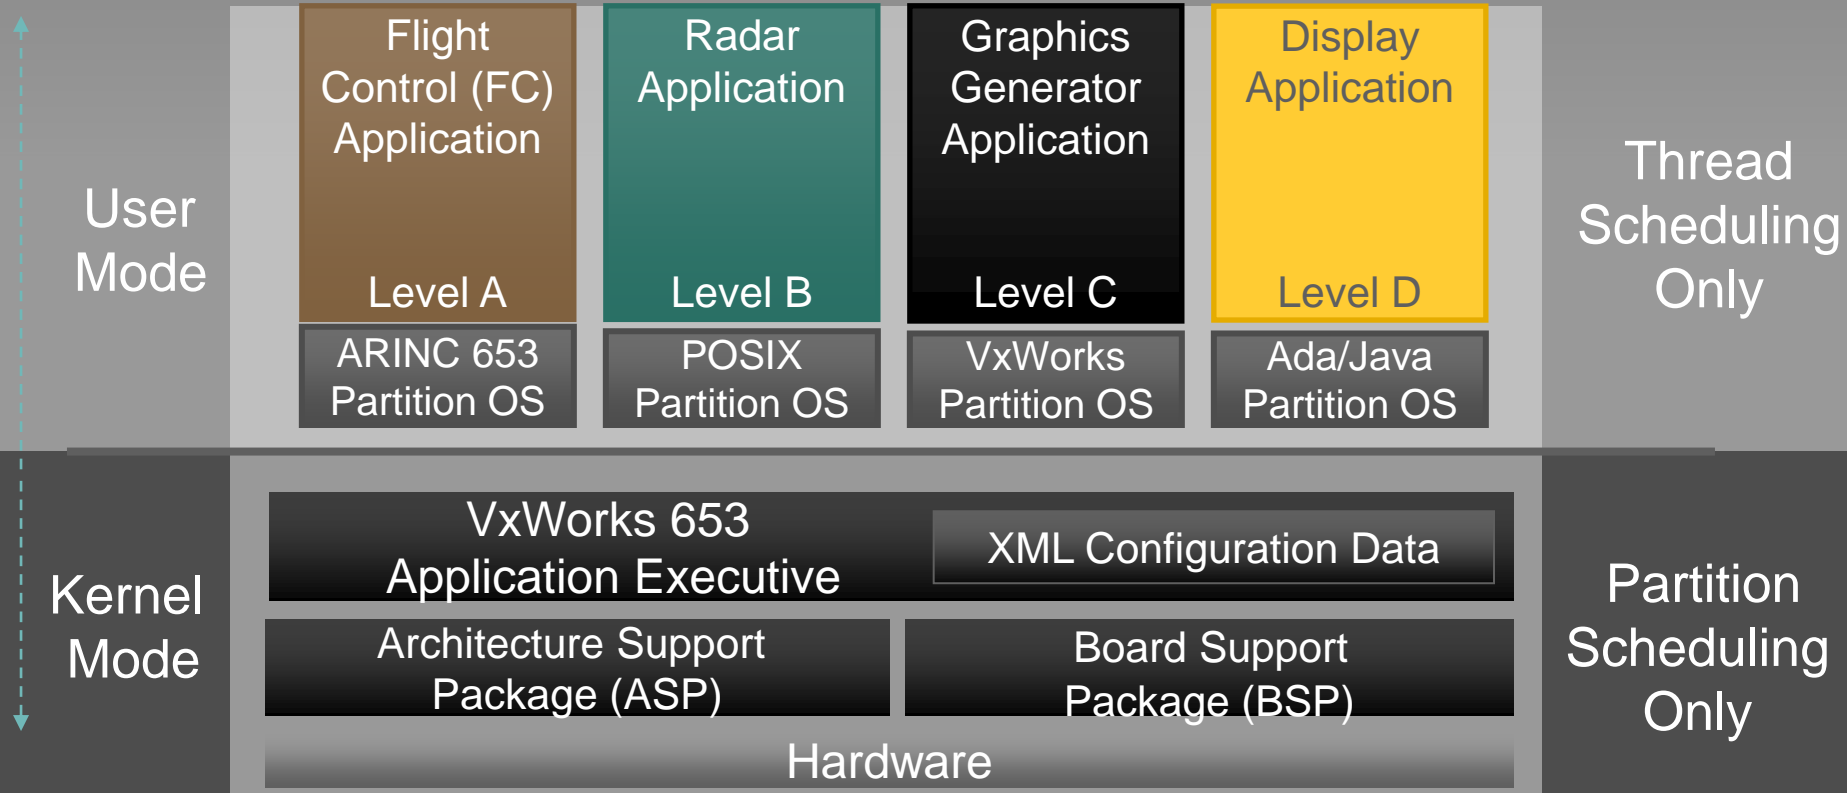 Flight
Control (FC)
Application
Level A
Radar
Application
Level B
Graphics
Generator
Application
Level C
Display
Application
Level D
User
Mode
Thread
Scheduling
Only
ARINC 653
Partition OS
POSIX
Partition OS
VxWorks
Partition OS
Ada/Java
Partition OS
Kernel
Mode
VxWorks 653
Application Executive
XML Configuration Data
Architecture Support
Package (ASP)
Board Support
Package (BSP)
Hardware
Partition
Scheduling
Only